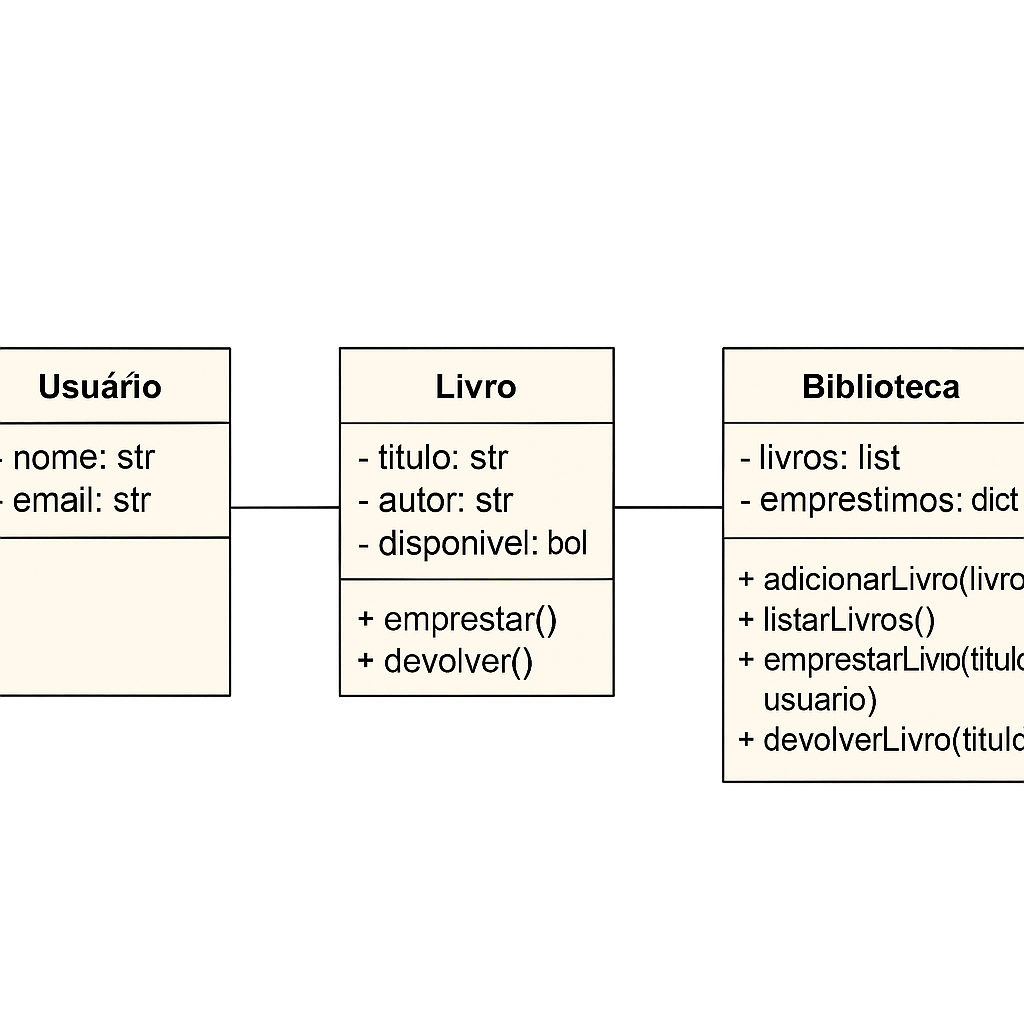 Usuário
- nome: str
- email: str
Livro
- titulo: str
- autor: str
- disponivel: bol
+ emprestar()
+ devolver()
Biblioteca
- livros: list
- emprestimos: dict
+ adicionarLivro(livro
+ listarLivros()
+ emprestarLivro(titulo
usuario)
+ devolverLivro(titulo